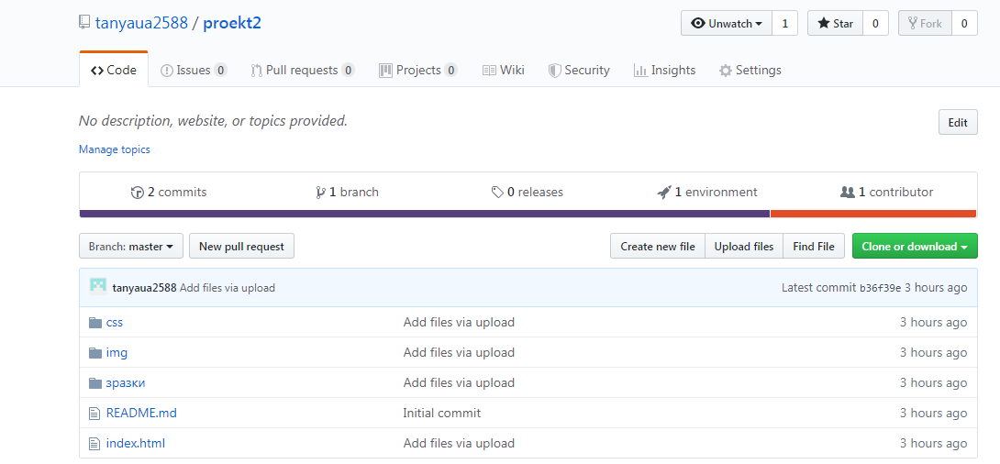 tanyaua2588 / proekt2 Unwatch 1 Star 0 Fork 0
Code Issues 0 Pull requests 0 Projects 0 Wiki Security Insights Settings
No description, website, or topics provided. Edit
Manage topics
2 commits 1 branch 0 releases 1 environment 1 contributor
Branch: master New pull request Create new file Upload files Find File Clone or download
tanyaua2588 Add files via upload Latest commit b36f39e 3 hours ago
css Add files via upload 3 hours ago
img Add files via upload 3 hours ago
зразки Add files via upload 3 hours ago
README.md Initial commit 3 hours ago
index.html Add files via upload 3 hours ago